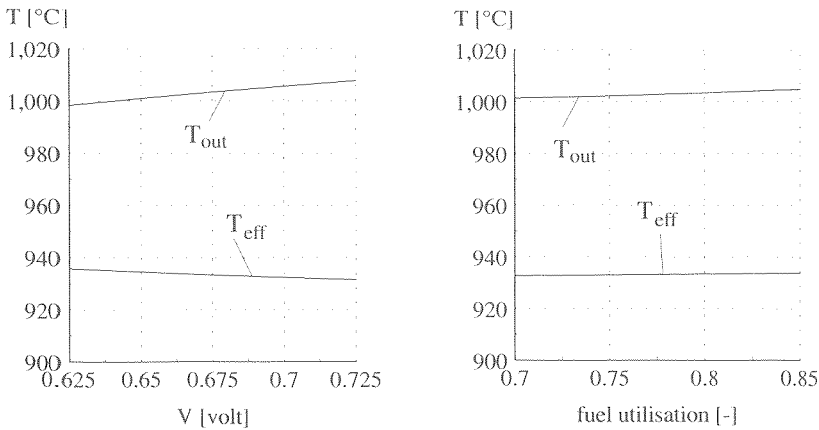 T [°C]
1,020
1,000
980
960
940
920
900
0.625 0.65 0.675 0.7 0.725
V [volt]
T_out
T_eff
T [°C]
1,020
1,000
980
960
940
920
900
0.7 0.75 0.8 0.85
fuel utilisation [-]
T_out
T_eff